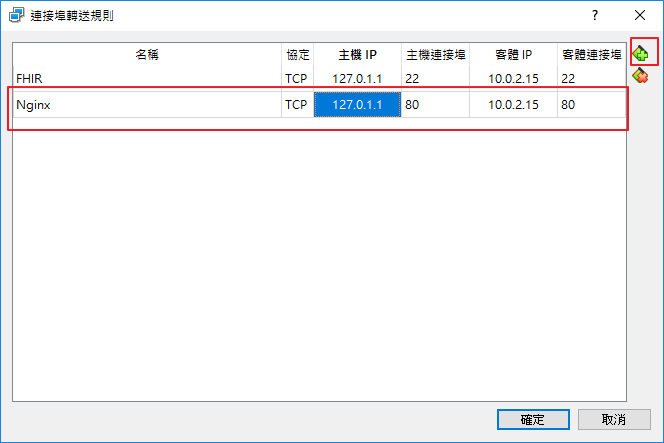 連接埠轉送規則 ?
名稱 協定 主機 IP 主機連接埠 客體 IP 客體連接埠
FHIR TCP 127.0.1.1 22 10.0.2.15 22
Nginx TCP 127.0.1.1 80 10.0.2.15 80
確定 取消